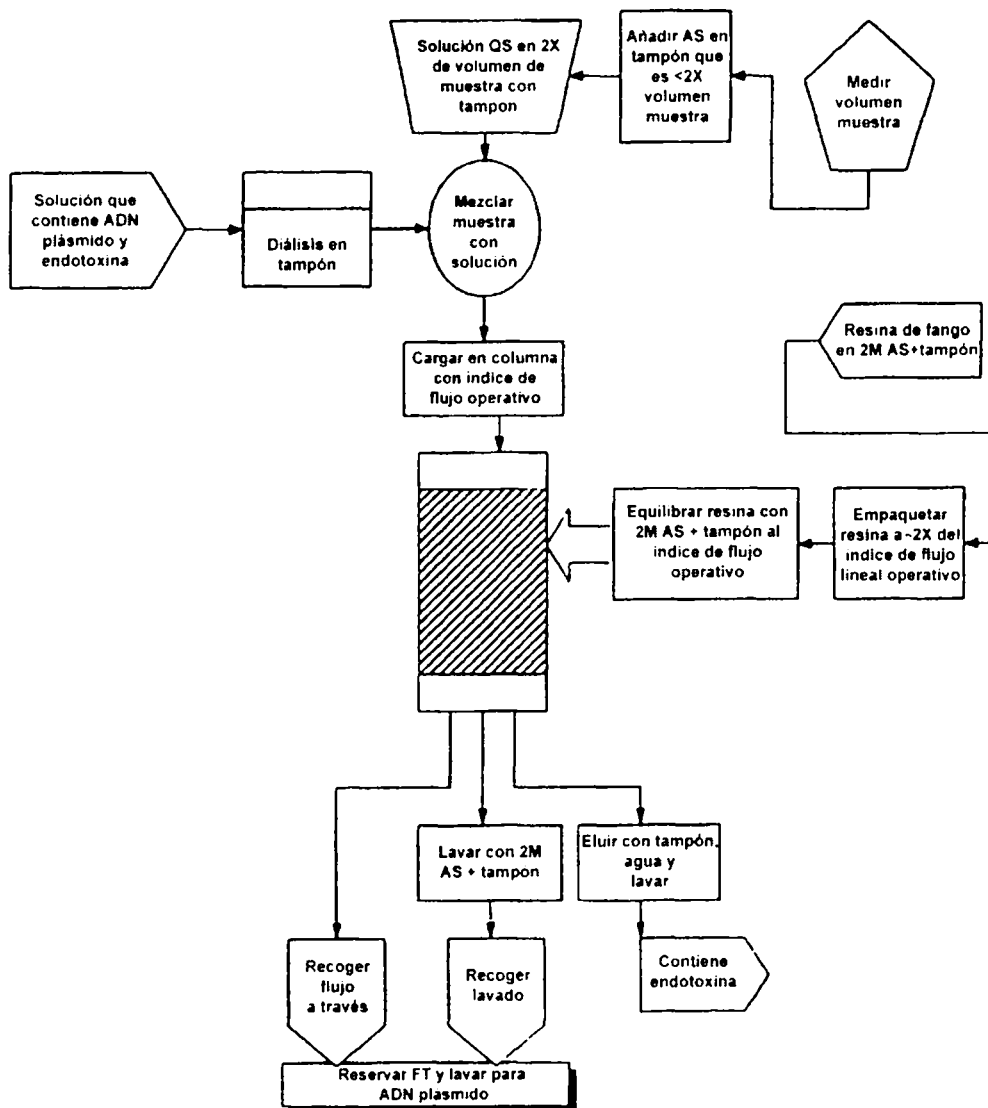 Solución QS en 2X
de volumen de
muestra con
tampon
Añadir AS en
tampón que
es <2X
volumen
muestra
Medir
volumen
muestra
Solución que
contiene ADN
plásmido y
endotoxina
Diálisis en
tampón
Mezclar
muestra
con
solución
Resina de fango
en 2M AS+tampón
Cargar en columna
con indice de
flujo operativo
Equilibrar resina con
2M AS + tampón al
indice de flujo
operativo
Empaquetar
resina a ~2X del
indice de flujo
lineal operativo
Lavar con 2M
AS + tampon
Eluir con tampón,
agua y
lavar
Recoger
flujo
a través
Recoger
lavado
Contiene
endotoxina
Reservar FT y lavar para
ADN plasmido